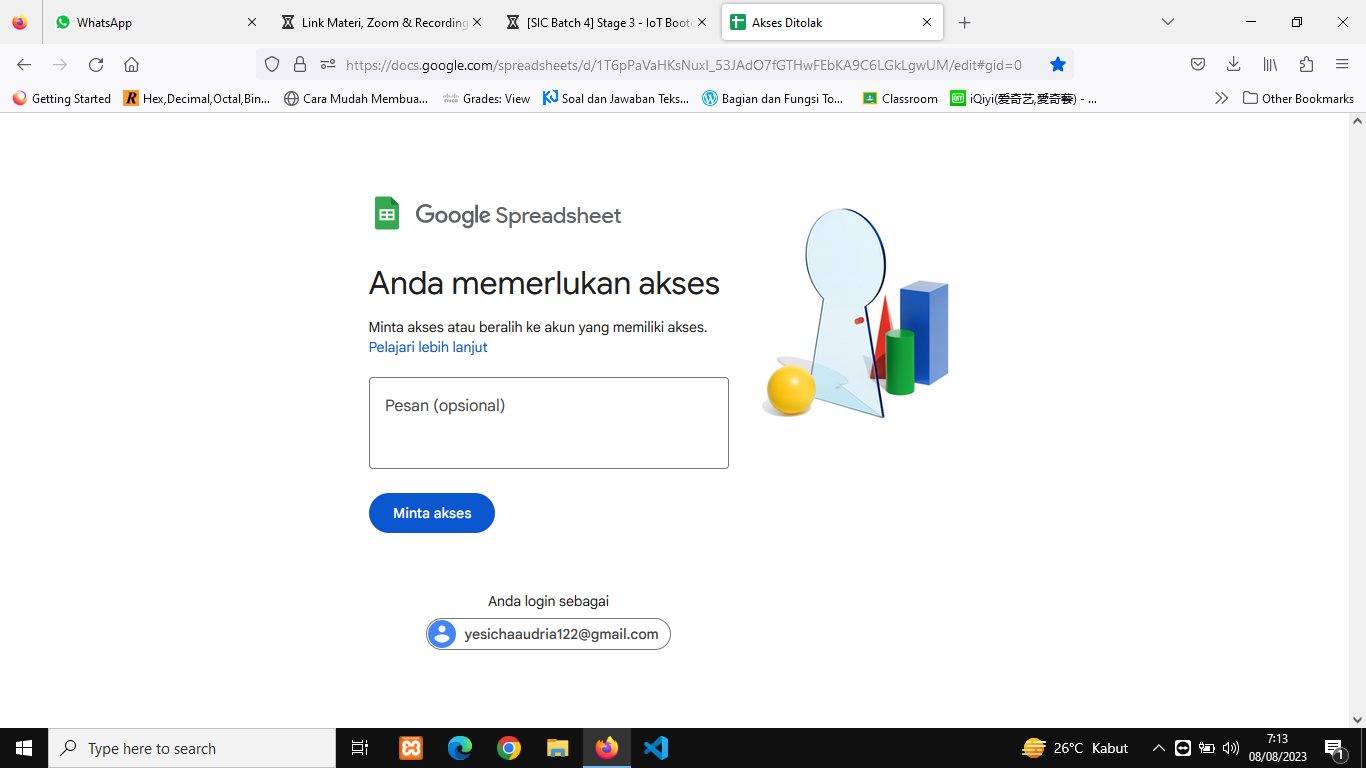 WhatsApp
Link Materi, Zoom & Recording
[SIC Batch 4] Stage 3 - IoT Bootc
Akses Ditolak
https://docs.google.com/spreadsheets/d/1T6pPaVaHKsNuxI_53JAdO7fGTHwFEbKA9C6LGkLgwUM/edit#gid=0
Getting Started
Hex,Decimal,Octal,Bin...
Cara Mudah Membua...
Grades: View
Soal dan Jawaban Teks...
Bagian dan Fungsi To...
Classroom
iQiyi(爱奇艺,愛奇藝) - ...
Other Bookmarks
Google Spreadsheet
Anda memerlukan akses
Minta akses atau beralih ke akun yang memiliki akses.
Pelajari lebih lanjut
Pesan (opsional)
Minta akses
Anda login sebagai
yesichaaudria122@gmail.com
Type here to search
26°C Kabut
7:13
08/08/2023
1